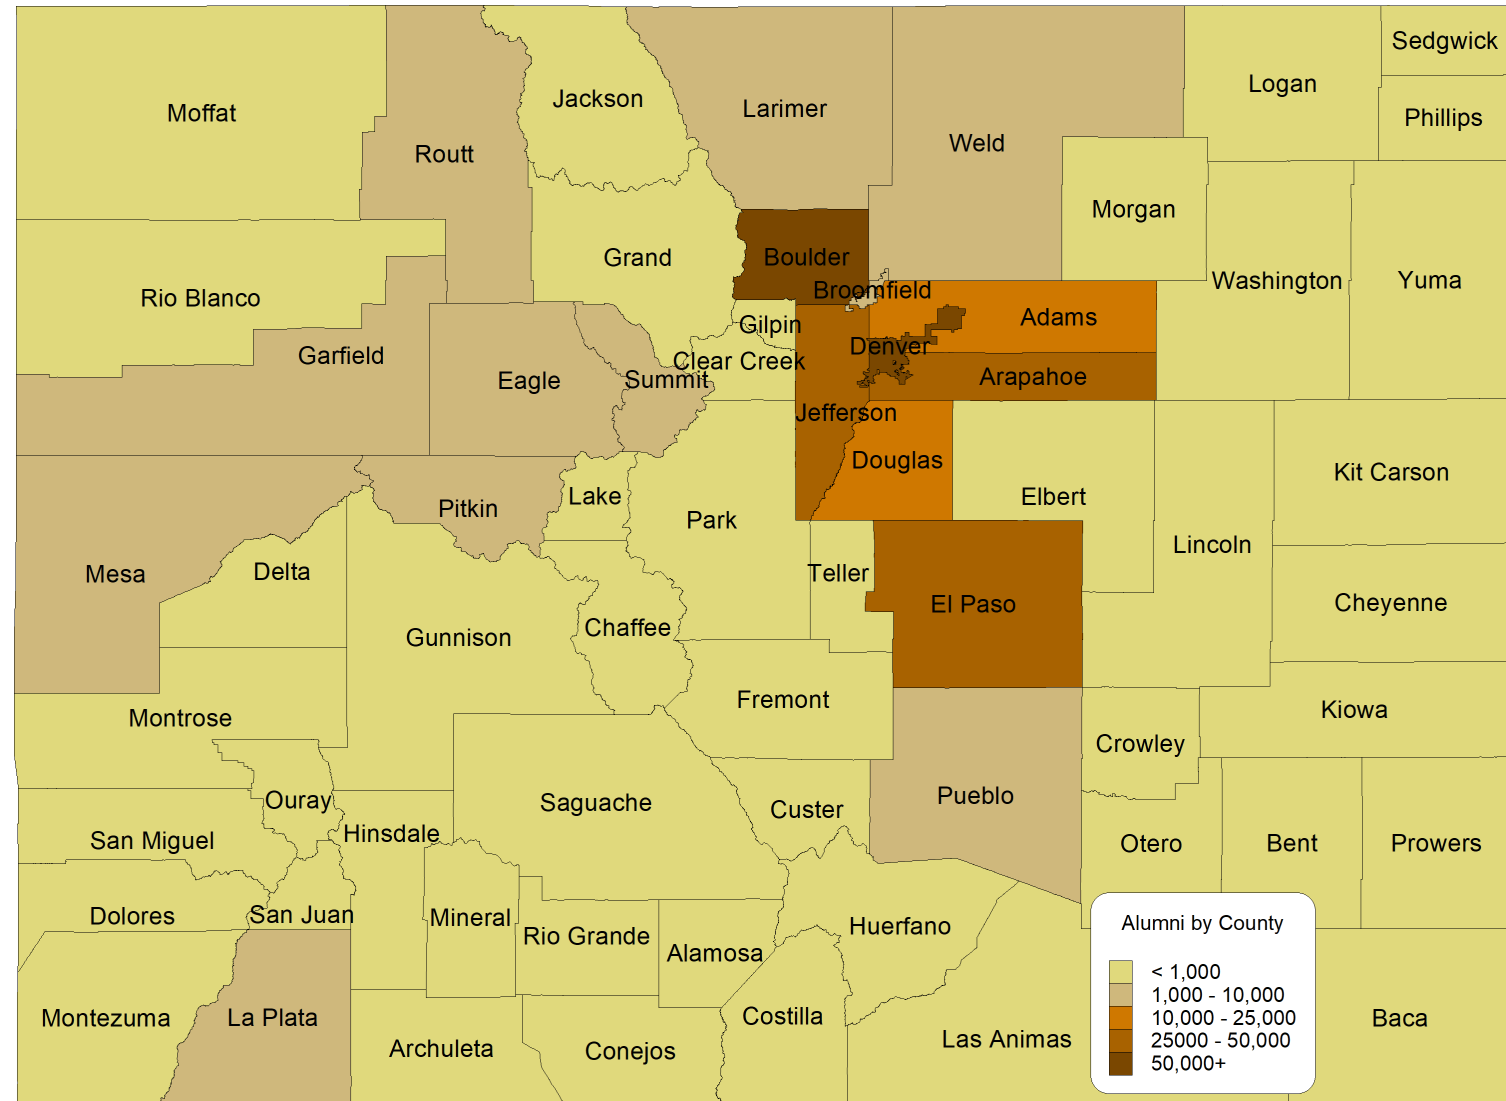 Sedgwick
Logan
Jackson
Larimer
Moffat
Phillips
Weld
Routt
Morgan
Grand
Boulder
Washington
Yuma
Rio Blanco
Broomfield
Adams
Gilpin
Denver
Garfield
Clear Creek
Eagle
Summit
Arapahoe
Jefferson
Douglas
Kit Carson
Lake
Elbert
Pitkin
Park
Lincoln
Mesa
Delta
Teller
El Paso
Cheyenne
Chaffee
Gunnison
Fremont
Kiowa
Montrose
Crowley
Ouray
Saguache
Custer
Pueblo
Hinsdale
San Miguel
Otero
Bent
Prowers
Dolores
San Juan
Mineral
Rio Grande
Huerfano
Alamosa
Montezuma
La Plata
Costilla
Baca
Archuleta
Conejos
Las Animas
Alumni by County
< 1,000
1,000 - 10,000
10,000 - 25,000
25000 - 50,000
50,000+